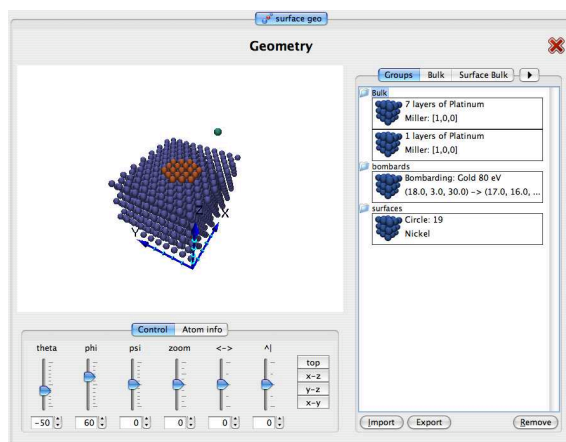 surface geo
Geometry
Groups Bulk Surface Bulk
Bulk
7 layers of Platinum
Miller: [1,0,0]
1 layers of Platinum
Miller: [1,0,0]
bombards
Bombarding: Gold 80 eV
(18.0, 3.0, 30.0) -> (17.0, 16.0, ...
surfaces
Circle: 19
Nickel
Z
X
Y
Control Atom info
theta phi psi zoom <-> ^|
top
x-z
y-z
x-y
-50 60 0 0 0 0
Import Export Remove